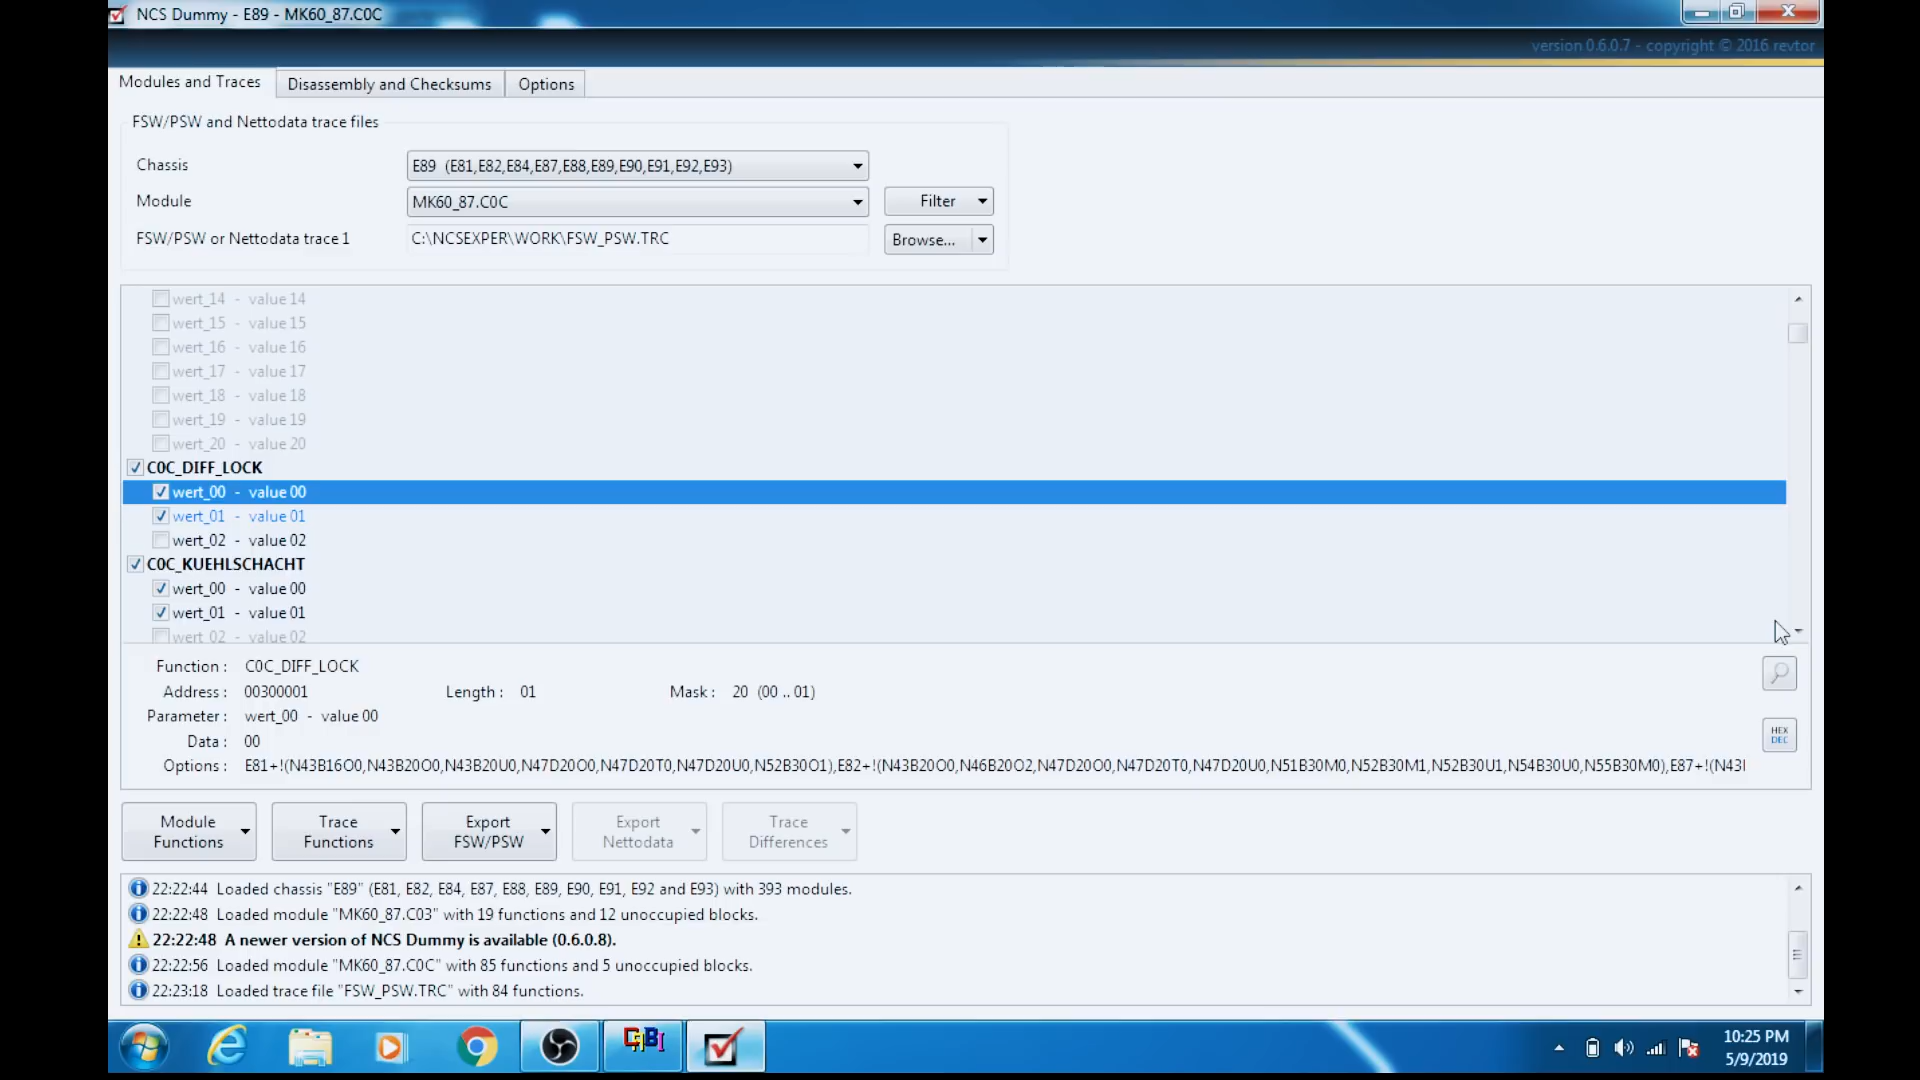 NCS Dummy - E89 - MK60_87.C0C
version 0.6.0.7 - copyright © 2016 revtor
Modules and Traces
Disassembly and Checksums
Options
FSW/PSW and Nettodata trace files
Chassis
E89 (E81,E82,E84,E87,E88,E89,E90,E91,E92,E93)
Module
MK60_87.C0C
Filter
FSW/PSW or Nettodata trace 1
C:\NCSEXPER\WORK\FSW_PSW.TRC
Browse...
wert_14 - value 14
wert_15 - value 15
wert_16 - value 16
wert_17 - value 17
wert_18 - value 18
wert_19 - value 19
wert_20 - value 20
C0C_DIFF_LOCK
wert_00 - value 00
wert_01 - value 01
wert_02 - value 02
C0C_KUEHLSCHACHT
wert_00 - value 00
wert_01 - value 01
wert_02 - value 02
Function : C0C_DIFF_LOCK
Address : 00300001 Length : 01 Mask : 20 (00 .. 01)
Parameter : wert_00 - value 00
Data : 00
HEX
DEC
Options : E81+!(N43B16O0,N43B20O0,N43B20U0,N47D20O0,N47D20T0,N47D20U0,N52B30O1),E82+!(N43B20O0,N46B20O2,N47D20O0,N47D20T0,N47D20U0,N51B30M0,N52B30M1,N52B30U1,N54B30U0,N55B30M0),E87+!(N43
Module Functions
Trace Functions
Export FSW/PSW
Export Nettodata
Trace Differences
22:22:44 Loaded chassis "E89" (E81, E82, E84, E87, E88, E89, E90, E91, E92 and E93) with 393 modules.
22:22:48 Loaded module "MK60_87.C03" with 19 functions and 12 unoccupied blocks.
22:22:48 A newer version of NCS Dummy is available (0.6.0.8).
22:22:56 Loaded module "MK60_87.C0C" with 85 functions and 5 unoccupied blocks.
22:23:18 Loaded trace file "FSW_PSW.TRC" with 84 functions.
10:25 PM
5/9/2019